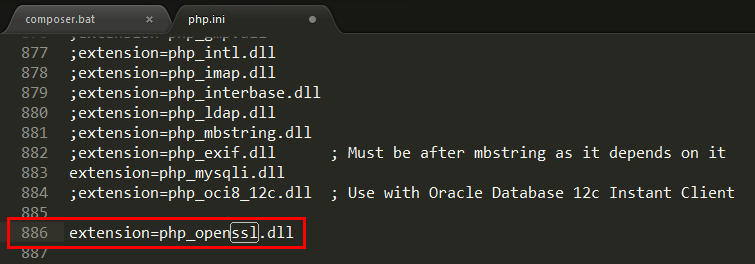 composer.bat
php.ini
877 ;extension=php_intl.dll
878 ;extension=php_imap.dll
879 ;extension=php_interbase.dll
880 ;extension=php_ldap.dll
881 ;extension=php_mbstring.dll
882 ;extension=php_exif.dll      ; Must be after mbstring as it depends on it
883 extension=php_mysqli.dll
884 ;extension=php_oci8_12c.dll  ; Use with Oracle Database 12c Instant Client
885
886 extension=php_openssl.dll
887